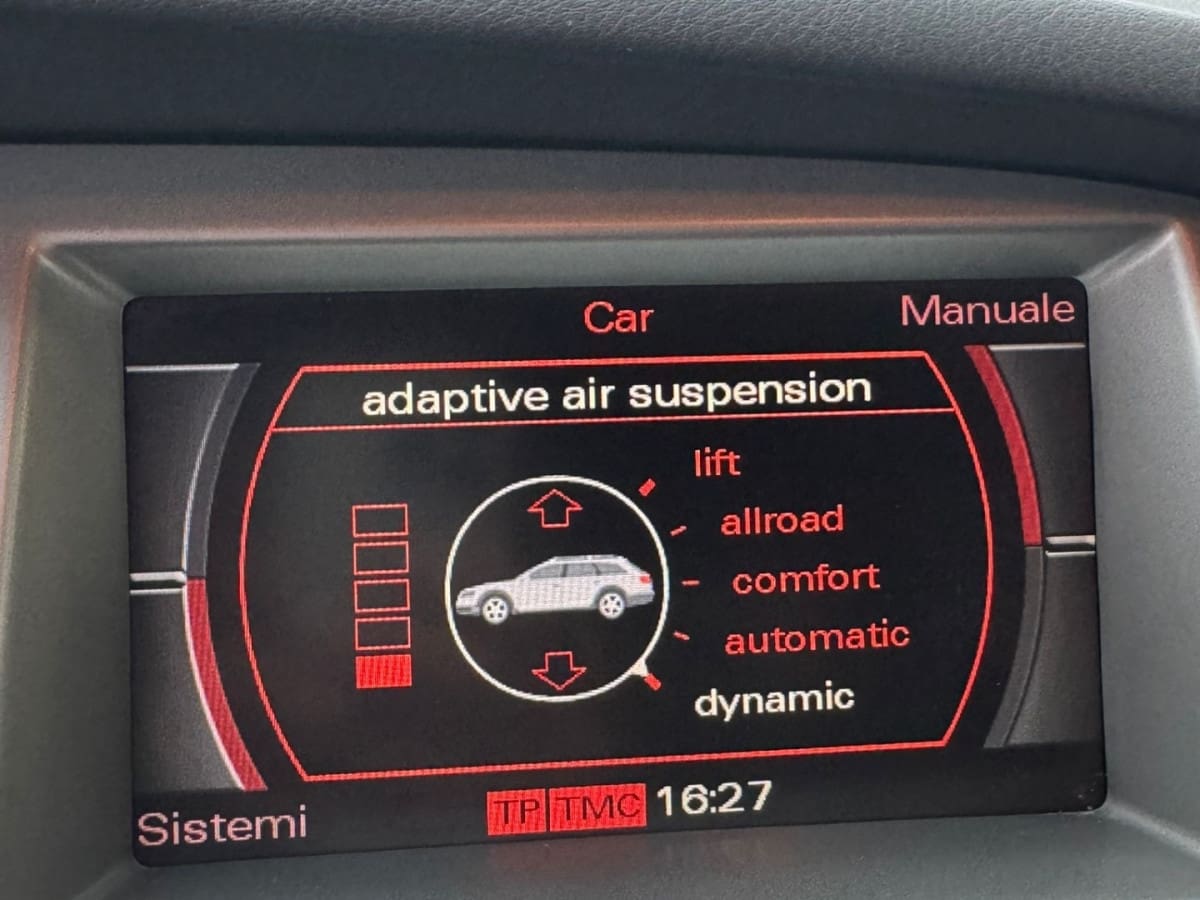 Car
Manuale
adaptive air suspension
lift
allroad
comfort
automatic
dynamic
Sistemi
TP TMC 16:27